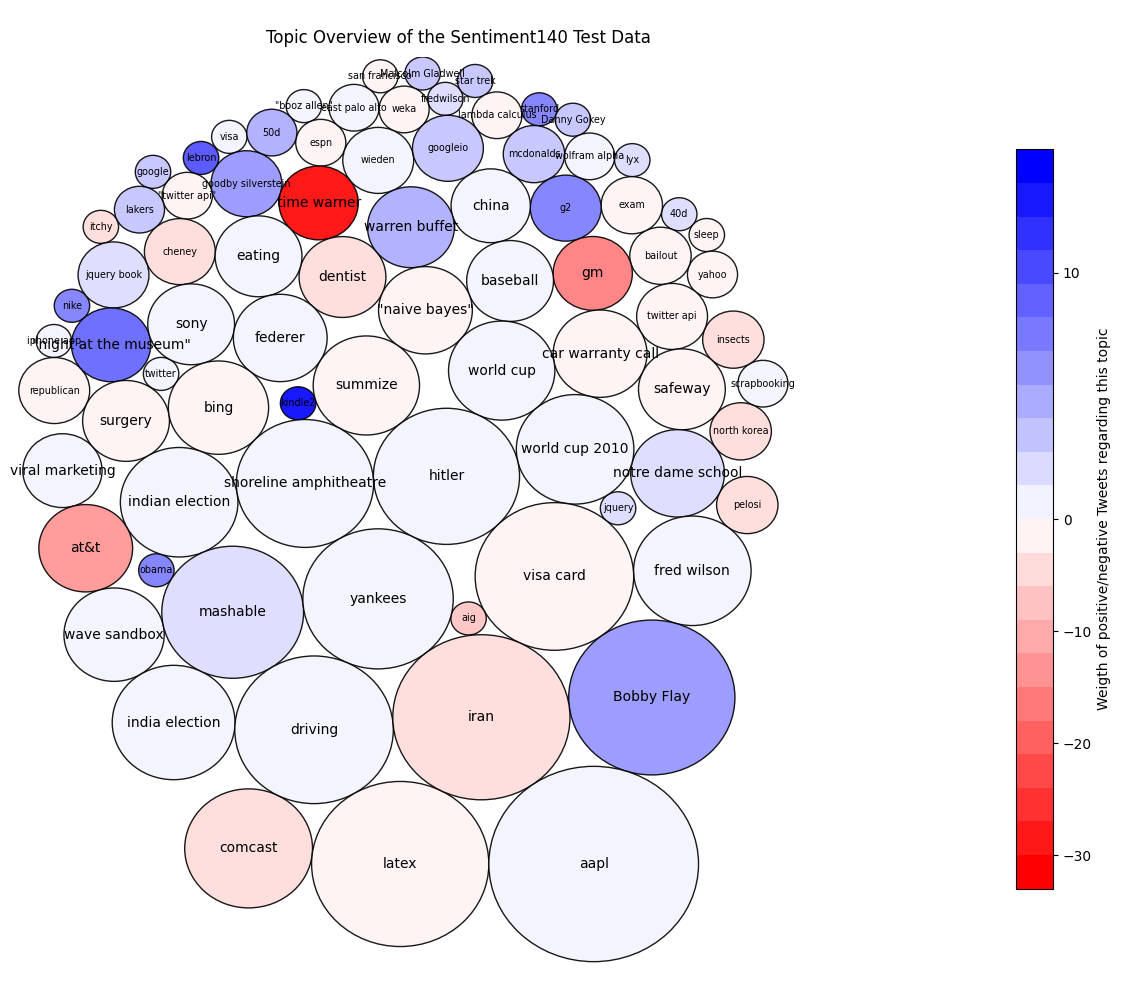 Topic Overview of the Sentiment140 Test Data
san francisco
Malcolm Gladwell
star trek
"booz allen"
east palo alto
weka
fredwilson
lambda calculus
stanford
Danny Gokey
visa
50d
espn
wieden
googleio
mcdonalds
wolfram alpha
lyx
lebron
google
goodby silverstein
"twitter api"
time warner
warren buffet
china
g2
exam
40d
lakers
itchy
cheney
eating
dentist
baseball
gm
bailout
sleep
yahoo
jquery book
nike
sony
federer
"naive bayes"
twitter api
insects
iphone app
"night at the museum"
twitter
summize
world cup
car warranty call
safeway
scrapbooking
republican
surgery
bing
kindle2
north korea
viral marketing
indian election
shoreline amphitheatre
hitler
world cup 2010
notre dame school
jquery
pelosi
at&t
obama
mashable
yankees
visa card
fred wilson
aig
wave sandbox
india election
driving
iran
Bobby Flay
comcast
latex
aapl
10
0
−10
−20
−30
Weigth of positive/negative Tweets regarding this topic